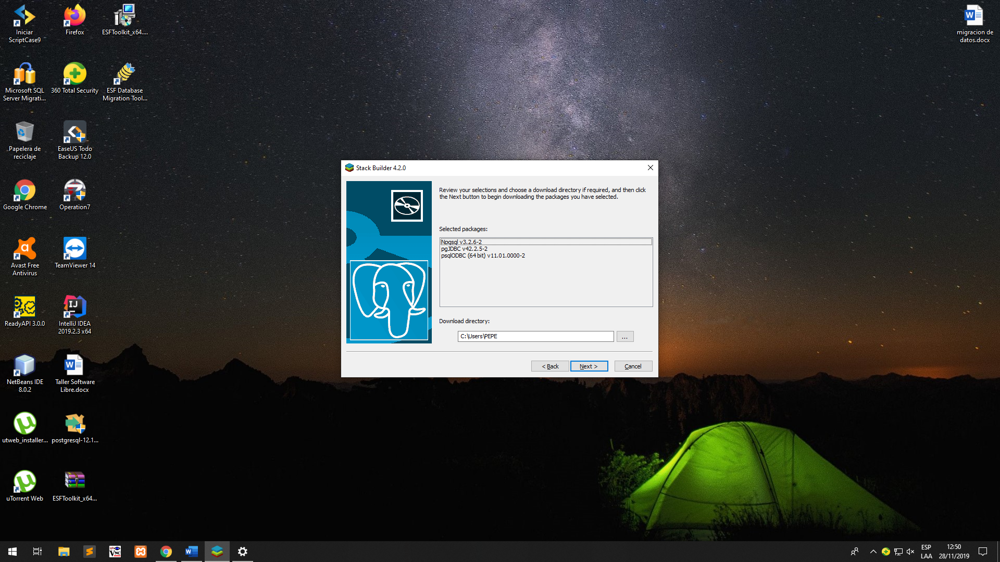 Iniciar
ScriptCase9
Firefox
ESFToolkit_x64....
Microsoft SQL
Server Migrati...
360 Total Security
ESF Database
Migration Tool...
Papelera de
reciclaje
EaseUS Todo
Backup 12.0
Google Chrome
Operation7
Avast Free
Antivirus
TeamViewer 14
ReadyAPI 3.0.0
IntelliJ IDEA
2019.2.3 x64
NetBeans IDE
8.0.2
Taller Software
Libre.docx
utweb_installer...
postgresql-12.1...
uTorrent Web
ESFToolkit_x64...
migracion de
datos.docx
Stack Builder 4.2.0
Review your selections and choose a download directory if required, and then click
the Next button to begin downloading the packages you have selected.
Selected packages:
Npgsql v3.2.6-2
pgJDBC v42.2.5-2
psqlODBC (64 bit) v11.01.0000-2
Download directory:
C:\Users\PEPE
...
< Back
Next >
Cancel
ESP
LAA
12:50
28/11/2019